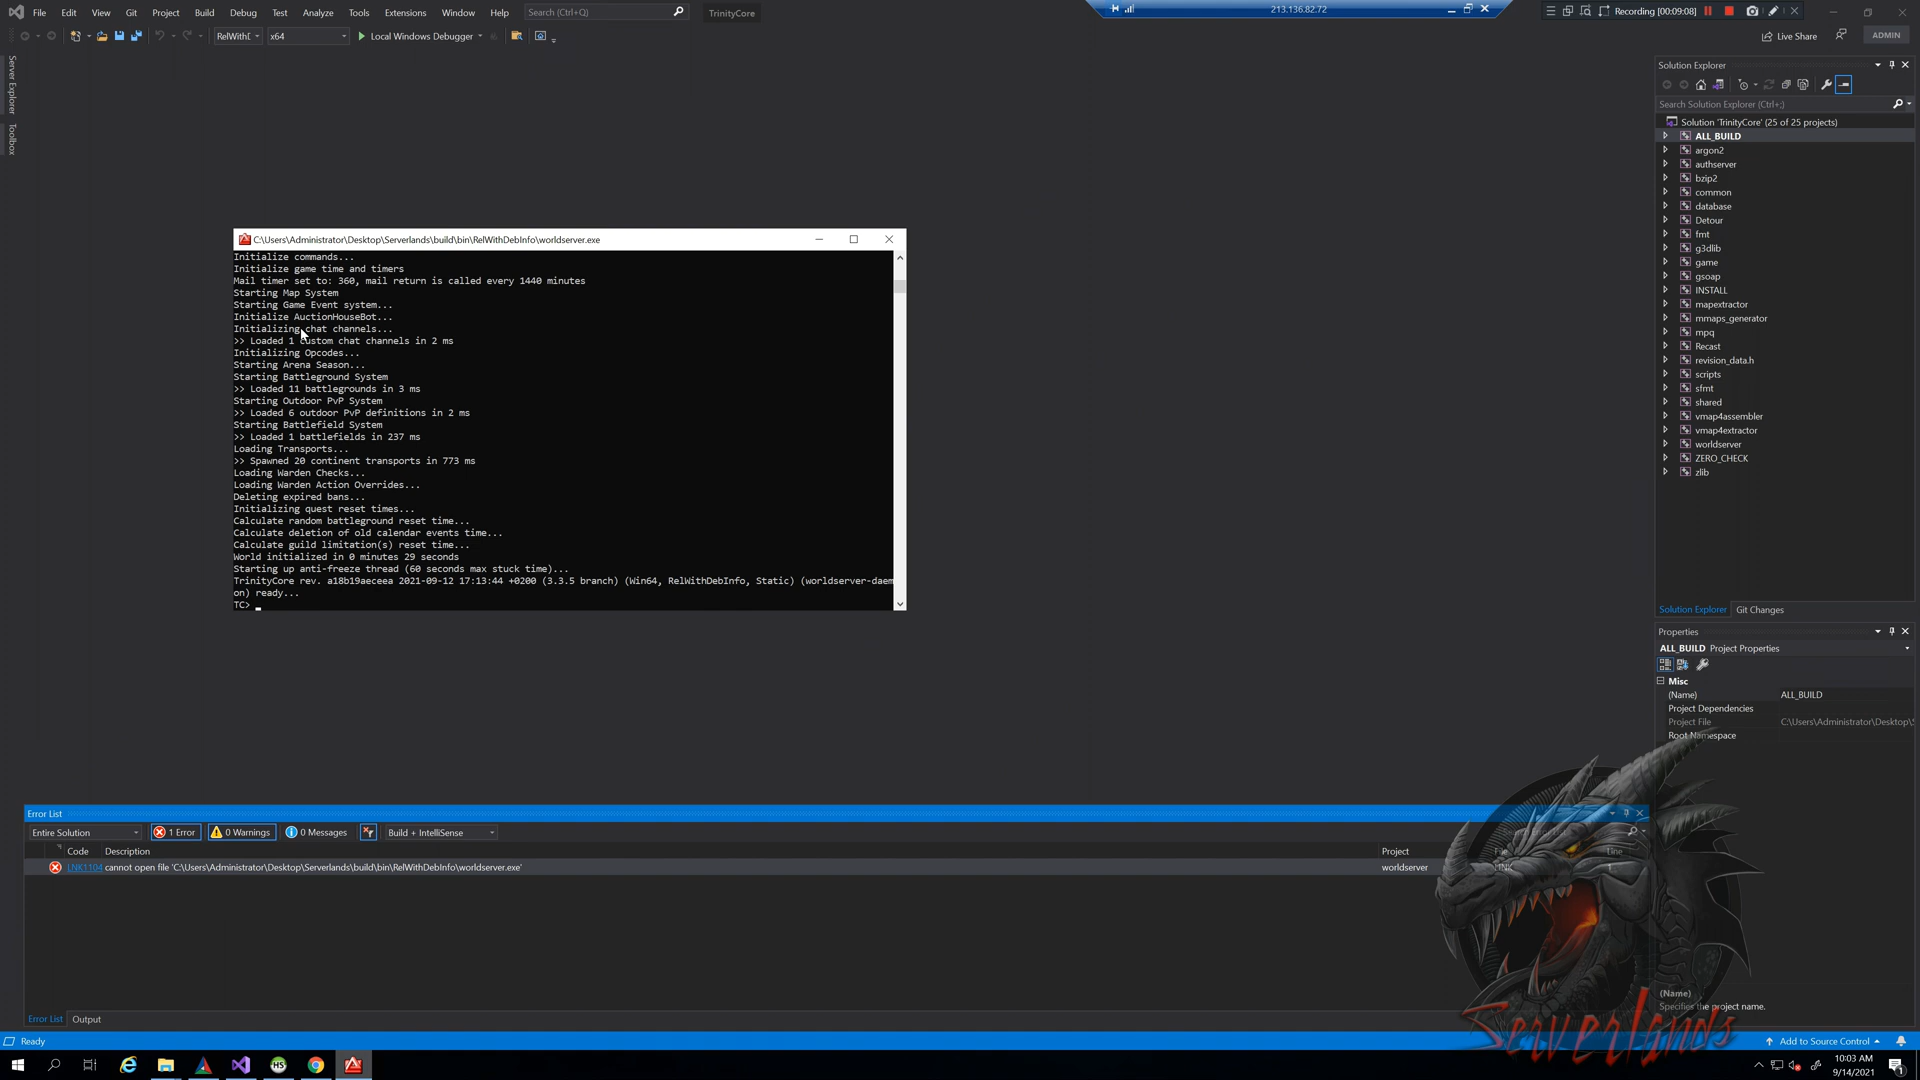 File Edit View Git Project Build Debug Test Analyze Tools Extensions Window Help Search (Ctrl+Q) TrinityCore
213.136.82.72
Recording [00:09:08]
x64 Local Windows Debugger
Live Share ADMIN
Server Explorer
Toolbox
Solution Explorer
Search Solution Explorer (Ctrl+;)
Solution 'TrinityCore' (25 of 25 projects)
ALL_BUILD
argon2
authserver
bzip2
common
database
Detour
fmt
g3dlib
game
gsoap
INSTALL
mapextractor
mmaps_generator
mpq
Recast
revision_data.h
scripts
sfmt
shared
vmap4assembler
vmap4extractor
worldserver
ZERO_CHECK
zlib
C:\Users\Administrator\Desktop\Serverlands\build\bin\RelWithDebInfo\worldserver.exe
Initialize commands...
Initialize game time and timers
Mail timer set to: 360, mail return is called every 1440 minutes
Starting Map System
Starting Game Event system...
Initialize AuctionHouseBot...
Initializing chat channels...
>> Loaded 1 custom chat channels in 2 ms
Initializing Opcodes...
Starting Arena Season...
Starting Battleground System
>> Loaded 11 battlegrounds in 3 ms
Starting Outdoor PvP System
>> Loaded 6 outdoor PvP definitions in 2 ms
Starting Battlefield System
>> Loaded 1 battlefields in 237 ms
Loading Transports...
>> Spawned 20 continent transports in 773 ms
Loading Warden Checks...
Loading Warden Action Overrides...
Deleting expired bans...
Initializing quest reset times...
Calculate random battleground reset time...
Calculate deletion of old calendar events time...
Calculate guild limitation(s) reset time...
World initialized in 0 minutes 29 seconds
Starting up anti-freeze thread (60 seconds max stuck time)...
TrinityCore rev. a18b19aeceea 2021-09-12 17:13:44 +0200 (3.3.5 branch) (Win64, RelWithDebInfo, Static) (worldserver-daem
on) ready...
TC>
Solution Explorer Git Changes
Properties
ALL_BUILD Project Properties
Misc
(Name) ALL_BUILD
Project Dependencies
Project File C:\Users\Administrator\Desktop\
Root Namespace
(Name)
Specifies the project name.
Error List
Entire Solution 1 Error 0 Warnings 0 Messages Build + IntelliSense
Code Description Project Line
LNK1104 cannot open file 'C:\Users\Administrator\Desktop\Serverlands\build\bin\RelWithDebInfo\worldserver.exe' worldserver
Error List Output
Serverlands
Ready Add to Source Control
10:03 AM
9/14/2021